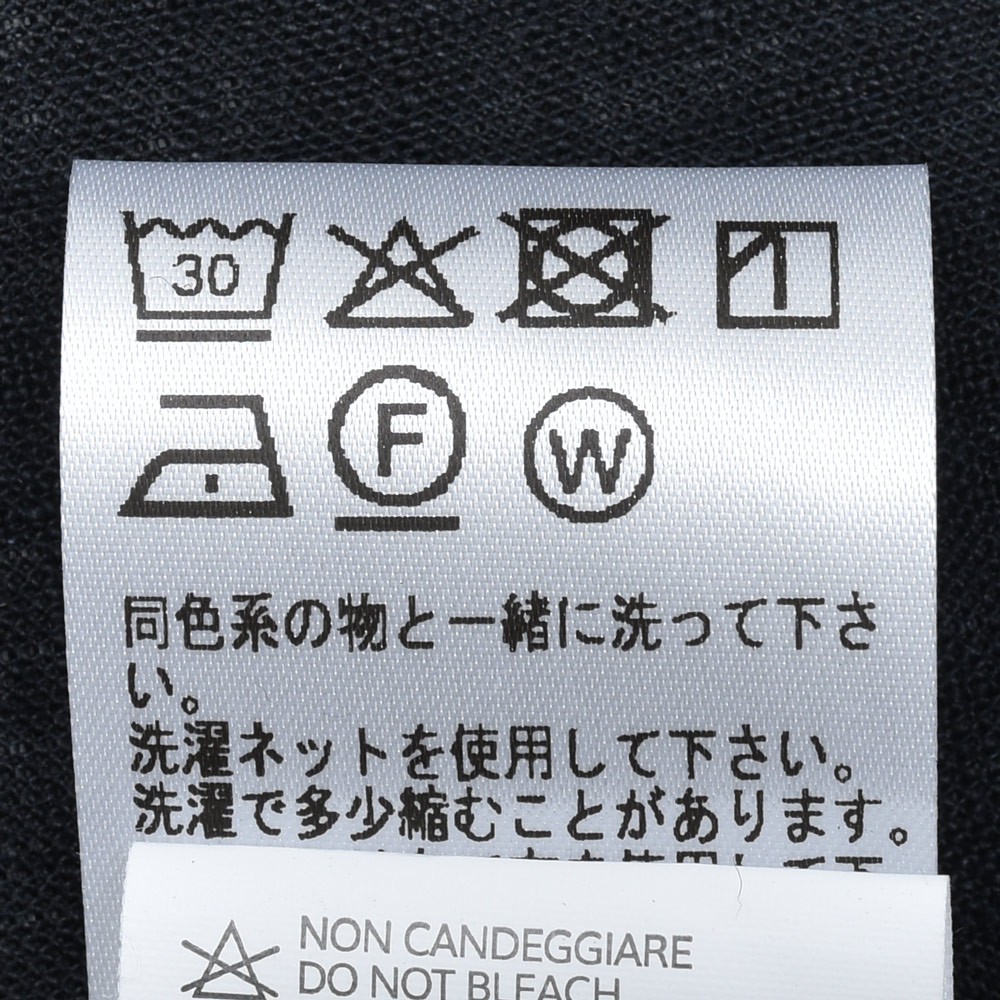 30
F
W
同色系の物と一緒に洗って下さ
い。
洗濯ネットを使用して下さい。
洗濯で多少縮むことがあります。
NON CANDEGGIARE
DO NOT BLEACH